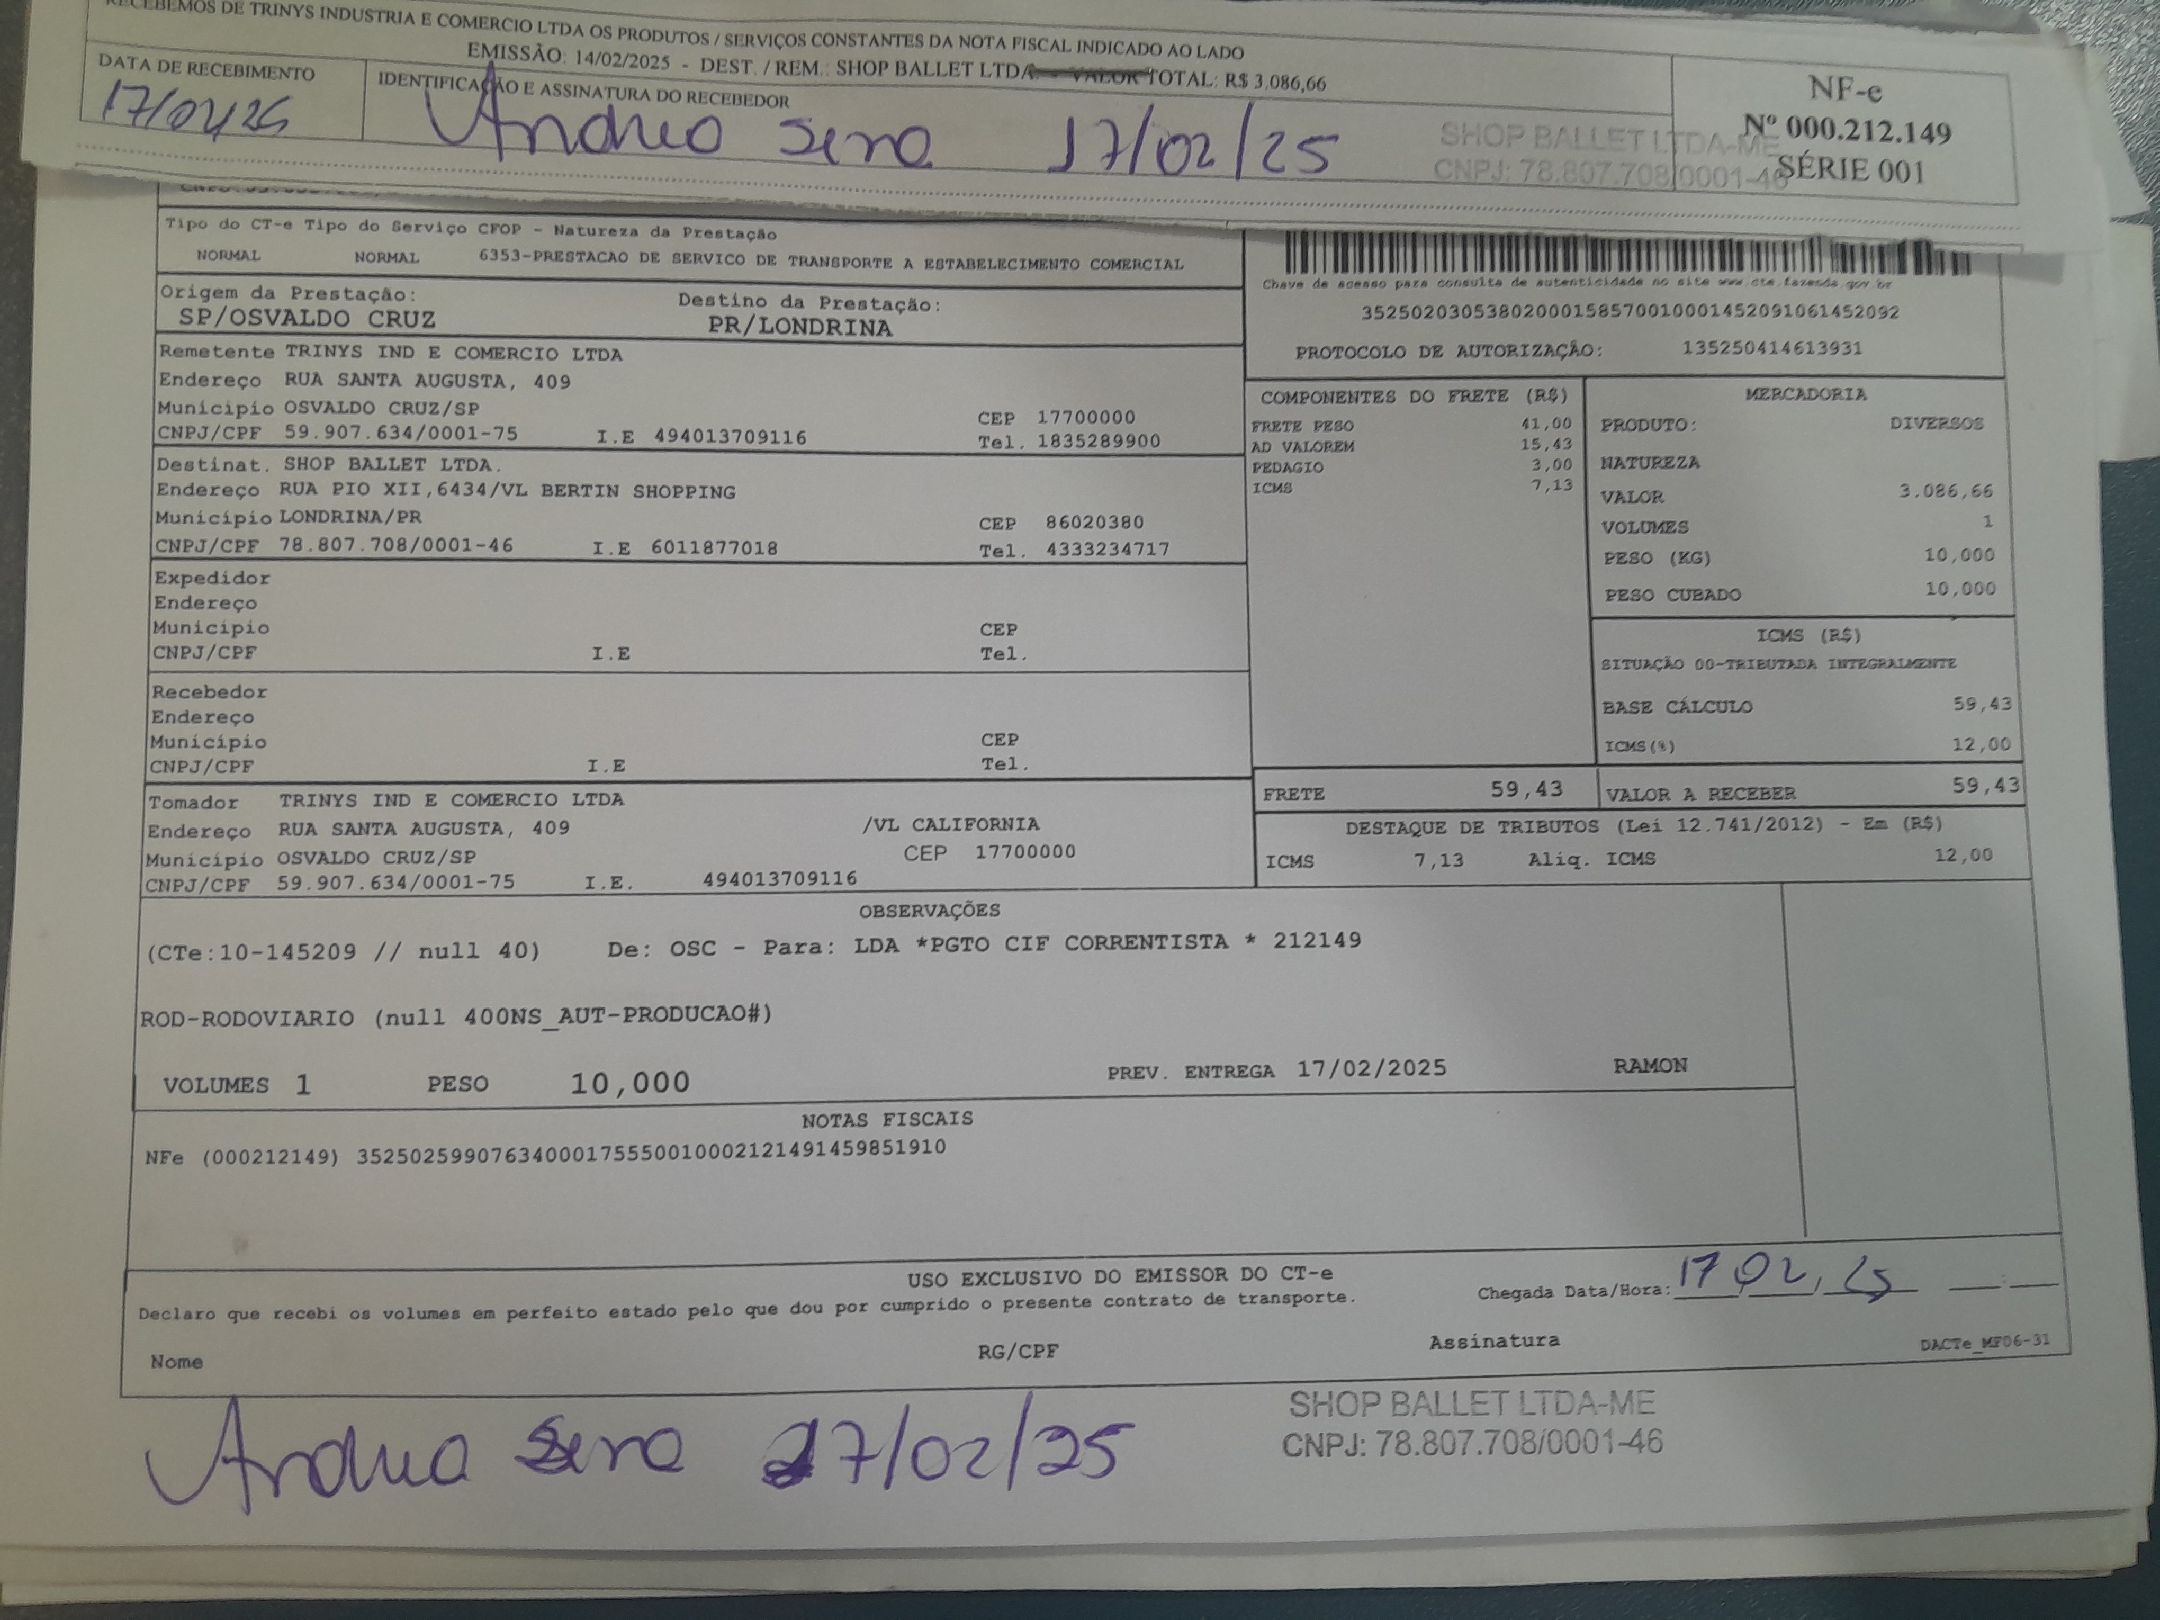 RECEBEMOS DE TRINYS INDUSTRIA E COMERCIO LTDA OS PRODUTOS / SERVIÇOS CONSTANTES DA NOTA FISCAL INDICADO AO LADO
EMISSÃO: 14/02/2025 - DEST. / REM.: SHOP BALLET LTDA. - VALOR TOTAL: R$ 3.086,66
DATA DE RECEBIMENTO
17/02/25
IDENTIFICAÇÃO E ASSINATURA DO RECEBEDOR
17/02/25
SHOP BALLET LTDA-ME
CNPJ: 78.807.708/0001-46
NF-e
Nº 000.212.149
SÉRIE 001
Tipo do CT-e Tipo do Serviço CFOP - Natureza da Prestação
NORMAL NORMAL 6353-PRESTACAO DE SERVICO DE TRANSPORTE A ESTABELECIMENTO COMERCIAL
Origem da Prestação: Destino da Prestação:
SP/OSVALDO CRUZ PR/LONDRINA
Remetente TRINYS IND E COMERCIO LTDA
Endereço RUA SANTA AUGUSTA, 409
Município OSVALDO CRUZ/SP CEP 17700000
CNPJ/CPF 59.907.634/0001-75 I.E 494013709116 Tel. 1835289900
Destinat. SHOP BALLET LTDA.
Endereço RUA PIO XII,6434/VL BERTIN SHOPPING
Município LONDRINA/PR CEP 86020380
CNPJ/CPF 78.807.708/0001-46 I.E 6011877018 Tel. 4333234717
Expedidor
Endereço
Município CEP
CNPJ/CPF I.E Tel.
Recebedor
Endereço
Município CEP
CNPJ/CPF I.E Tel.
Tomador TRINYS IND E COMERCIO LTDA
Endereço RUA SANTA AUGUSTA, 409 /VL CALIFORNIA
Município OSVALDO CRUZ/SP CEP 17700000
CNPJ/CPF 59.907.634/0001-75 I.E. 494013709116
Chave de acesso para consulta de autenticidade no site www.cte.fazenda.gov.br
35250203053802000158570010001452091061452092
PROTOCOLO DE AUTORIZAÇÃO: 135250414613931
COMPONENTES DO FRETE (R$)
FRETE PESO 41,00
AD VALOREM 15,43
PEDAGIO 3,00
ICMS 7,13
MERCADORIA
PRODUTO: DIVERSOS
NATUREZA
VALOR 3.086,66
VOLUMES 1
PESO (KG) 10,000
PESO CUBADO 10,000
ICMS (R$)
SITUAÇÃO 00-TRIBUTADA INTEGRALMENTE
BASE CÁLCULO 59,43
ICMS(%) 12,00
FRETE 59,43 VALOR A RECEBER 59,43
DESTAQUE DE TRIBUTOS (Lei 12.741/2012) - Em (R$)
ICMS 7,13 Aliq. ICMS 12,00
OBSERVAÇÕES
(CTe:10-145209 // null 40) De: OSC - Para: LDA *PGTO CIF CORRENTISTA * 212149
ROD-RODOVIARIO (null 400NS_AUT-PRODUCAO#)
VOLUMES 1 PESO 10,000 PREV. ENTREGA 17/02/2025 RAMON
NOTAS FISCAIS
NFe (000212149) 35250259907634000175550010002121491459851910
USO EXCLUSIVO DO EMISSOR DO CT-e
Declaro que recebi os volumes em perfeito estado pelo que dou por cumprido o presente contrato de transporte.
Chegada Data/Hora: 17 02, 25 __:__
Nome RG/CPF Assinatura DACTe_MF06-31
17/02/25
SHOP BALLET LTDA-ME
CNPJ: 78.807.708/0001-46